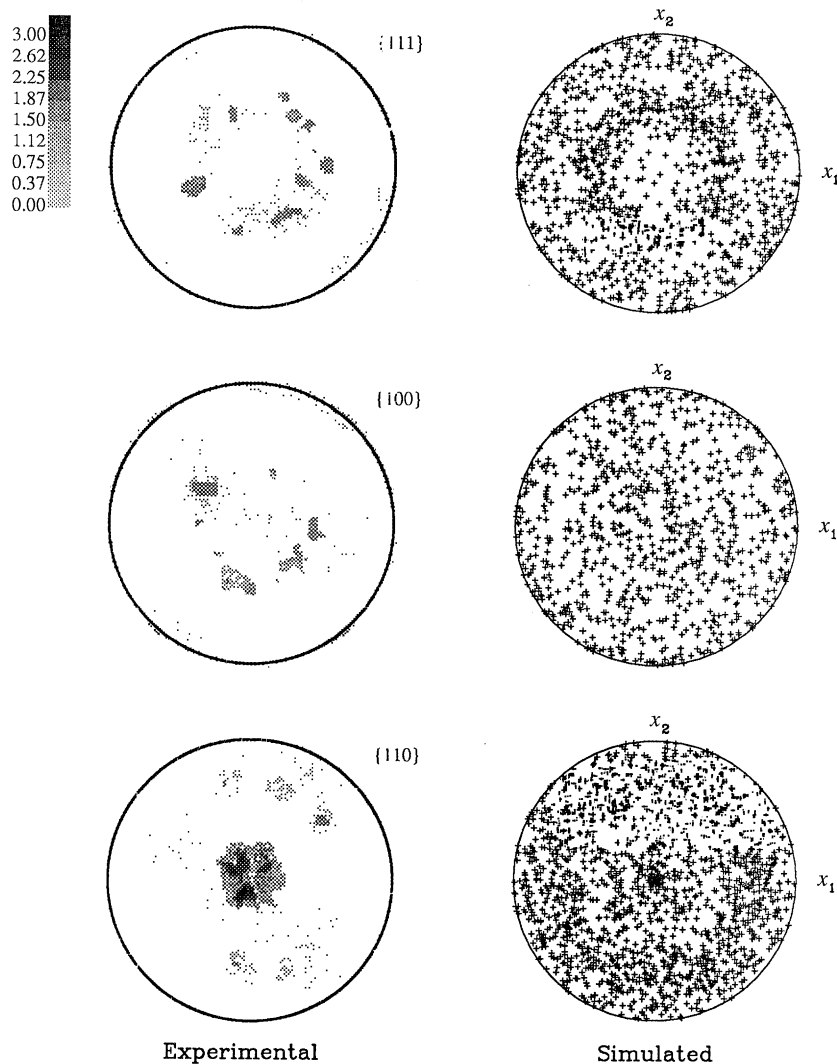 3.00
2.62
2.25
1.87
1.50
1.12
0.75
0.37
0.00
{111}
x2
x1
{100}
x2
x1
{110}
x2
x1
Experimental
Simulated